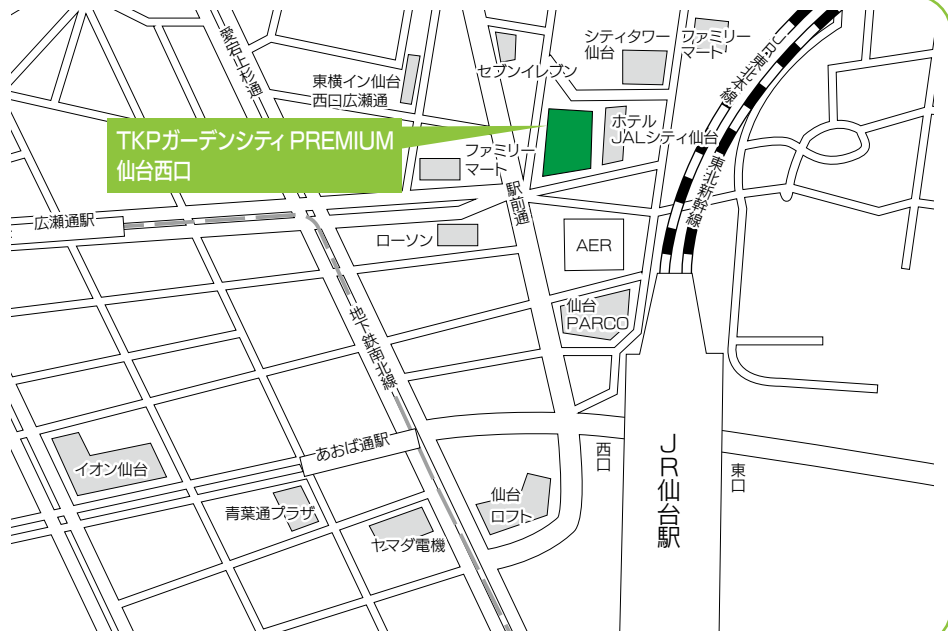 愛宕上杉通
東横イン仙台
西口広瀬通
セブンイレブン
シティタワー
仙台
ファミリー
マート
JR東北本線
東北新幹線
TKPガーデンシティ PREMIUM
仙台西口
ファミリー
マート
ホテル
JALシティ仙台
駅前通
広瀬通駅
ローソン
AER
仙台
PARCO
地下鉄南北線
あおば通駅
イオン仙台
青葉通プラザ
ヤマダ電機
仙台
ロフト
西口
JR仙台駅
東口